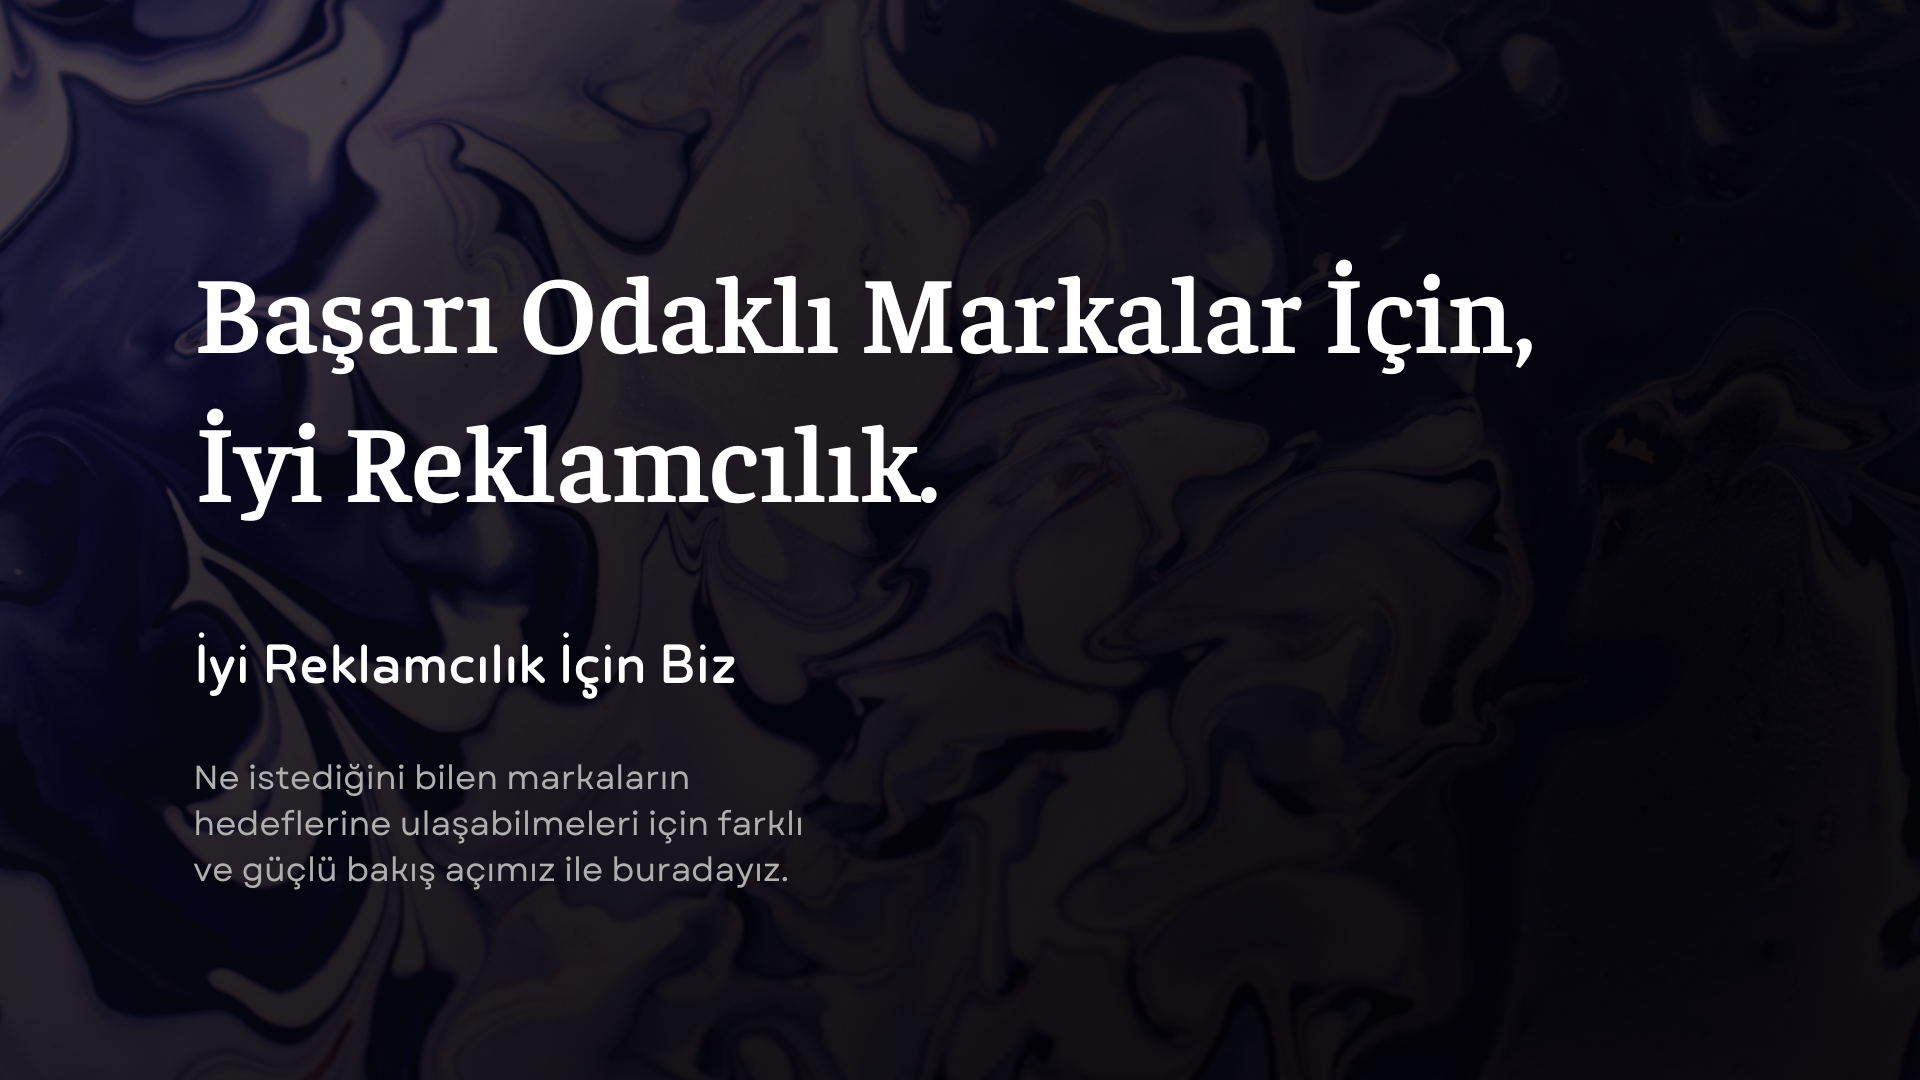 Başarı Odaklı Markalar İçin,
İyi Reklamcılık.
İyi Reklamcılık İçin Biz
Ne istediğini bilen markaların
hedeflerine ulaşabilmeleri için farklı
ve güçlü bakış açımız ile buradayız.